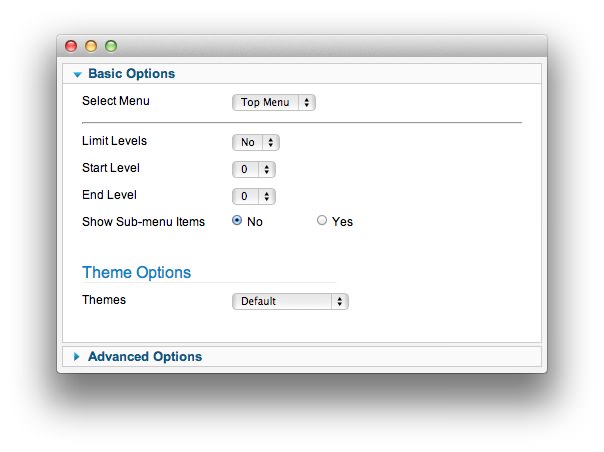 Basic Options
Select Menu Top Menu
Limit Levels No
Start Level 0
End Level 0
Show Sub-menu Items No Yes
Theme Options
Themes Default
Advanced Options